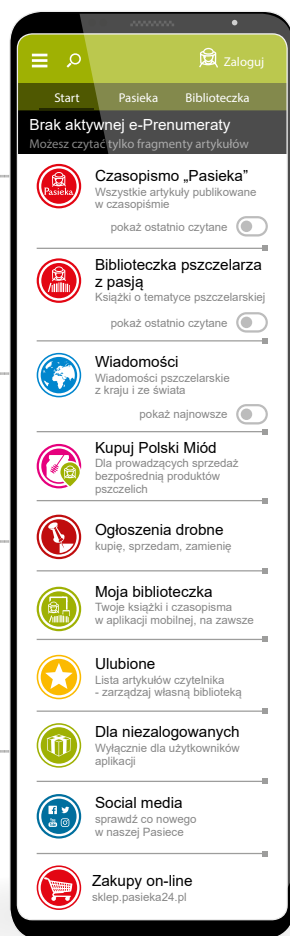 Zaloguj
Start Pasieka Biblioteczka
Brak aktywnej e-Prenumeraty
Możesz czytać tylko fragmenty artykułów
Pasieka
Czasopismo „Pasieka”
Wszystkie artykuły publikowane
w czasopiśmie
pokaż ostatnio czytane
Biblioteczka pszczelarza
z pasją
Książki o tematyce pszczelarskiej
pokaż ostatnio czytane
Wiadomości
Wiadomości pszczelarskie
z kraju i ze świata
pokaż najnowsze
Kupuj Polski Miód
Dla prowadzących sprzedaż
bezpośrednią produktów
pszczelich
Ogłoszenia drobne
kupię, sprzedam, zamienię
Moja biblioteczka
Twoje książki i czasopisma
w aplikacji mobilnej, na zawsze
Ulubione
Lista artykułów czytelnika
- zarządzaj własną biblioteką
Dla niezalogowanych
Wyłącznie dla użytkowników
aplikacji
Social media
sprawdź co nowego
w naszej Pasiece
Zakupy on-line
sklep.pasieka24.pl